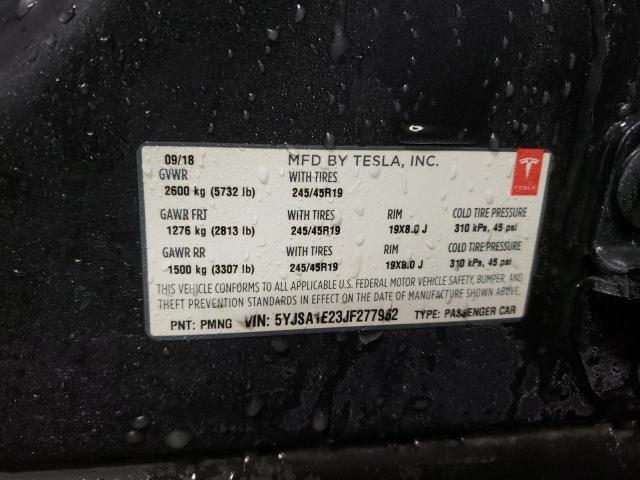 09/18 MFD BY TESLA, INC.
GVWR WITH TIRES
2600 kg (5732 lb) 245/45R19
GAWR FRT WITH TIRES RIM COLD TIRE PRESSURE
1276 kg (2813 lb) 245/45R19 19X8.0 J 310 kPa, 45 psi
GAWR RR WITH TIRES RIM COLD TIRE PRESSURE
1500 kg (3307 lb) 245/45R19 19X8.0 J 310 kPa, 45 psi
THIS VEHICLE CONFORMS TO ALL APPLICABLE U.S. FEDERAL MOTOR VEHICLE SAFETY, BUMPER, AND
THEFT PREVENTION STANDARDS IN EFFECT ON THE DATE OF MANUFACTURE SHOWN ABOVE.
PNT: PMNG VIN: 5YJSA1E23JF277962 TYPE: PASSENGER CAR
TESLA